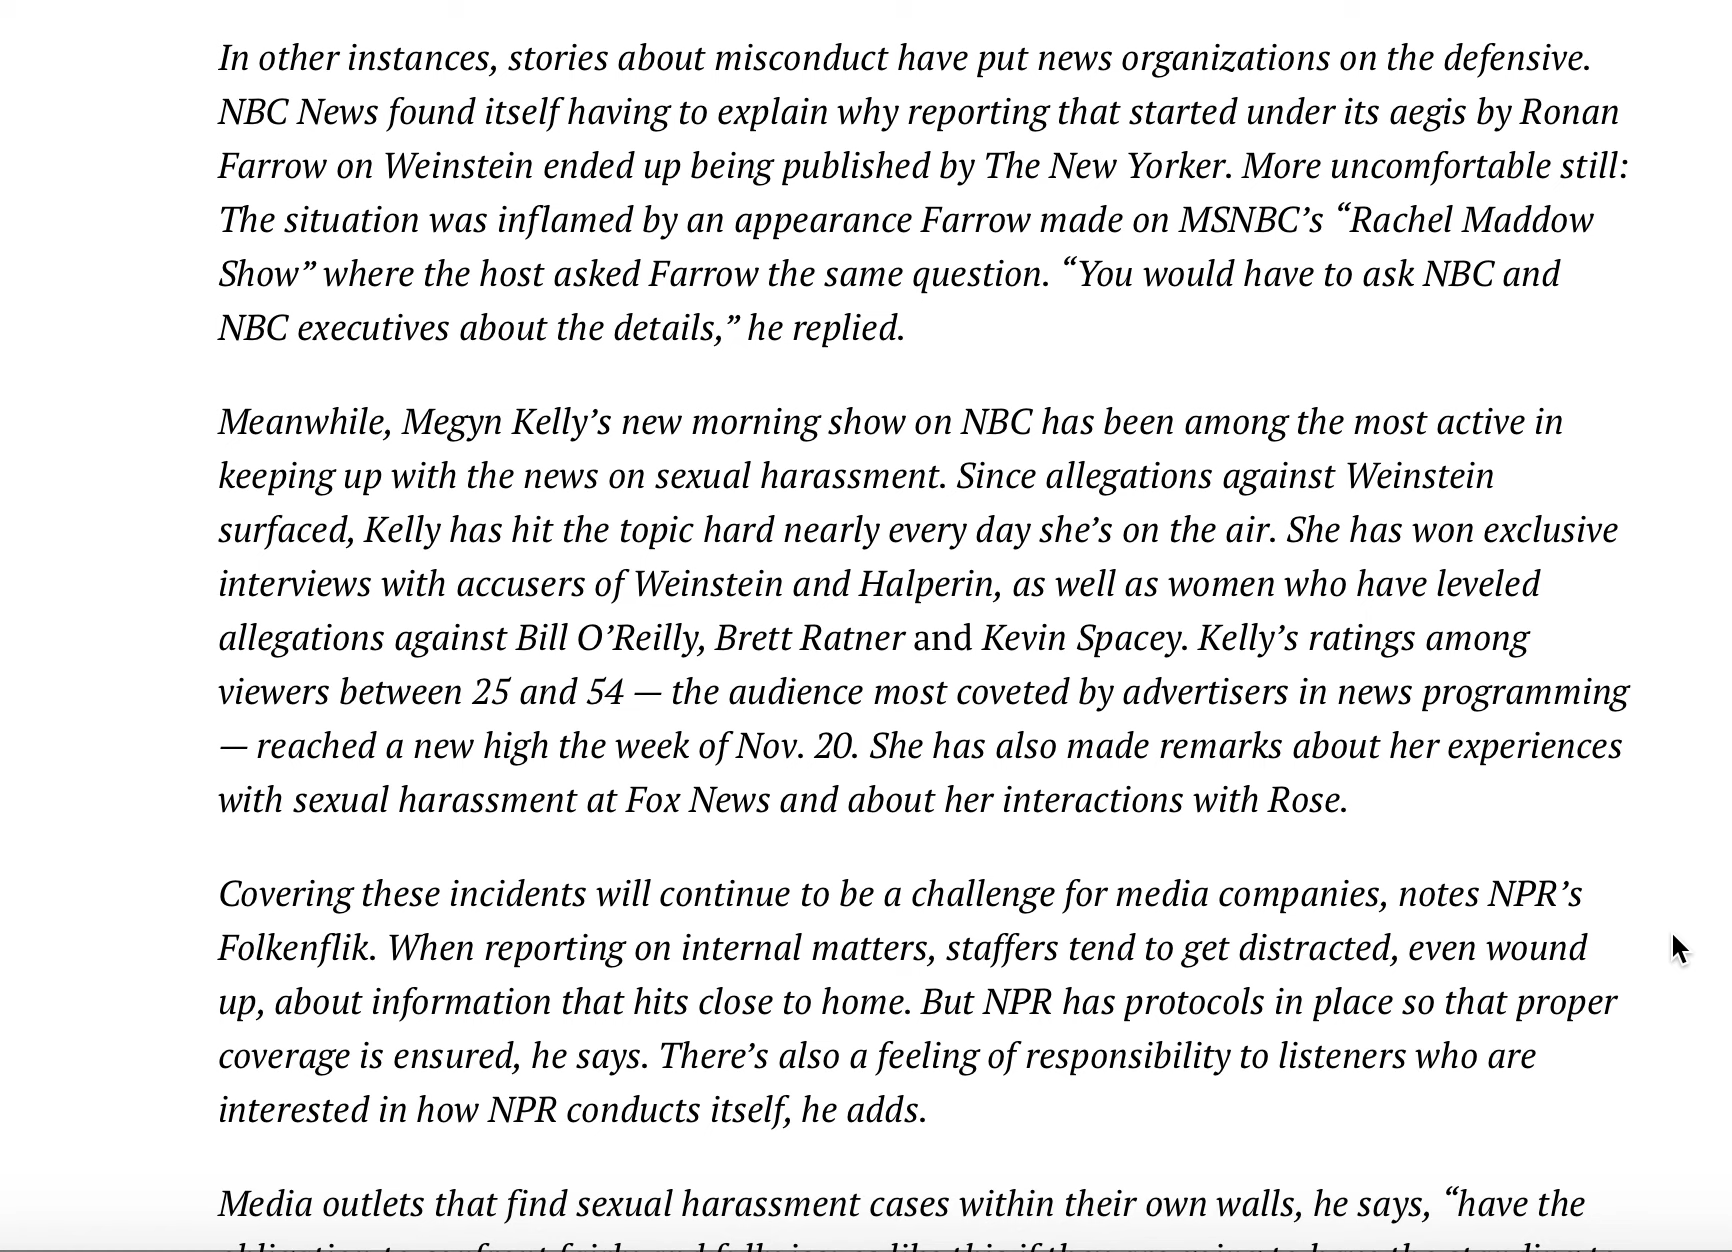 In other instances, stories about misconduct have put news organizations on the defensive.
NBC News found itself having to explain why reporting that started under its aegis by Ronan
Farrow on Weinstein ended up being published by The New Yorker. More uncomfortable still:
The situation was inflamed by an appearance Farrow made on MSNBC’s “Rachel Maddow
Show” where the host asked Farrow the same question. “You would have to ask NBC and
NBC executives about the details,” he replied.
Meanwhile, Megyn Kelly’s new morning show on NBC has been among the most active in
keeping up with the news on sexual harassment. Since allegations against Weinstein
surfaced, Kelly has hit the topic hard nearly every day she’s on the air. She has won exclusive
interviews with accusers of Weinstein and Halperin, as well as women who have leveled
allegations against Bill O’Reilly, Brett Ratner and Kevin Spacey. Kelly’s ratings among
viewers between 25 and 54 — the audience most coveted by advertisers in news programming
— reached a new high the week of Nov. 20. She has also made remarks about her experiences
with sexual harassment at Fox News and about her interactions with Rose.
Covering these incidents will continue to be a challenge for media companies, notes NPR’s
Folkenflik. When reporting on internal matters, staffers tend to get distracted, even wound
up, about information that hits close to home. But NPR has protocols in place so that proper
coverage is ensured, he says. There’s also a feeling of responsibility to listeners who are
interested in how NPR conducts itself, he adds.
Media outlets that find sexual harassment cases within their own walls, he says, “have the